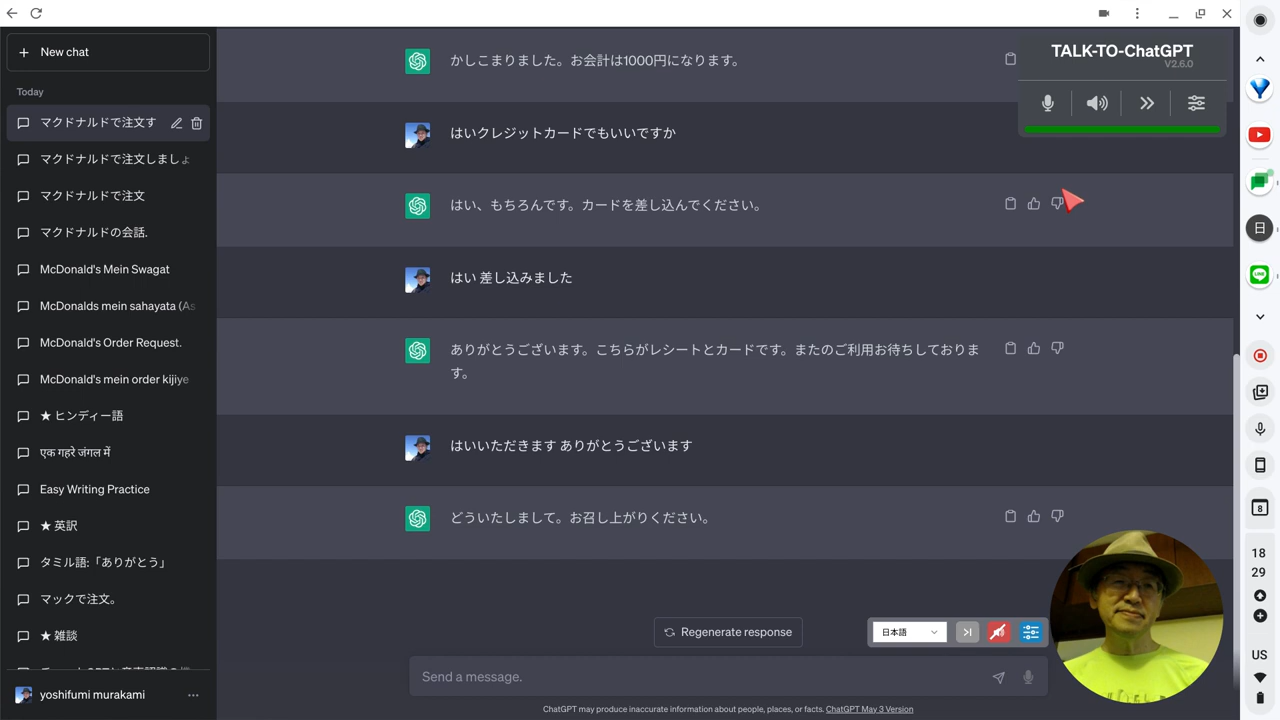 New chat
Today
マクドナルドで注文す
マクドナルドで注文しましょ
マクドナルドで注文
マクドナルドの会話.
McDonald's Mein Swagat
McDonalds mein sahayata (As
McDonald's Order Request.
McDonald's mein order kijiye
★ ヒンディー語
एक गहरे जंगल में
Easy Writing Practice
★ 英訳
タミル語:「ありがとう」
マックで注文。
★ 雑談
yoshifumi murakami
かしこまりました。お会計は1000円になります。
はいクレジットカードでもいいですか
はい、もちろんです。カードを差し込んでください。
はい 差し込みました
ありがとうございます。こちらがレシートとカードです。またのご利用お待ちしておりま
す。
はいいただきます ありがとうございます
どういたしまして。お召し上がりください。
Regenerate response
日本語
Send a message.
ChatGPT may produce inaccurate information about people, places, or facts. ChatGPT May 3 Version
TALK-TO-ChatGPT
V2.6.0
日
LINE
8
18
29
US